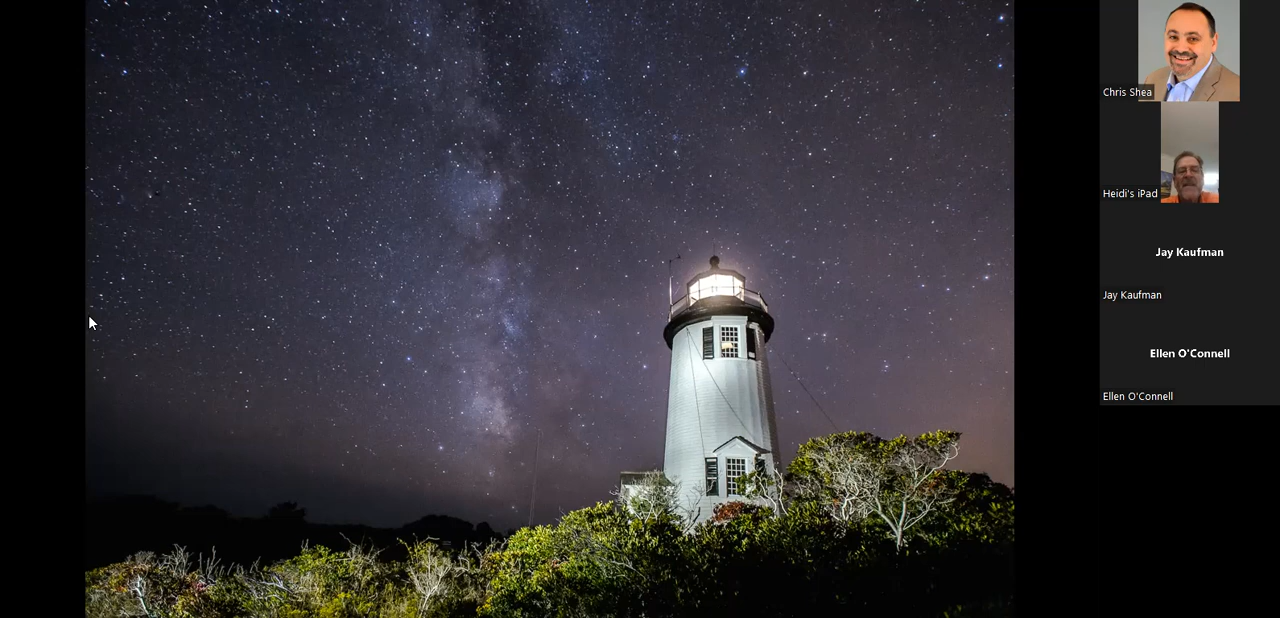 Chris Shea
Heidi's iPad
Jay Kaufman
Jay Kaufman
Ellen O'Connell
Ellen O'Connell